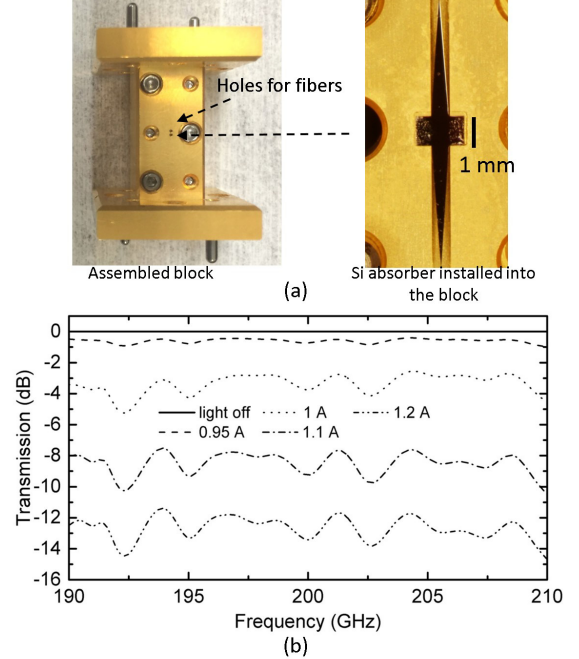 Holes for fibers
1 mm
Assembled block
Si absorber installed into
the block
(a)
0
-2
-4
-6
-8
-10
-12
-14
-16
Transmission (dB)
light off
1 A
1.2 A
0.95 A
1.1 A
190
195
200
205
210
Frequency (GHz)
(b)